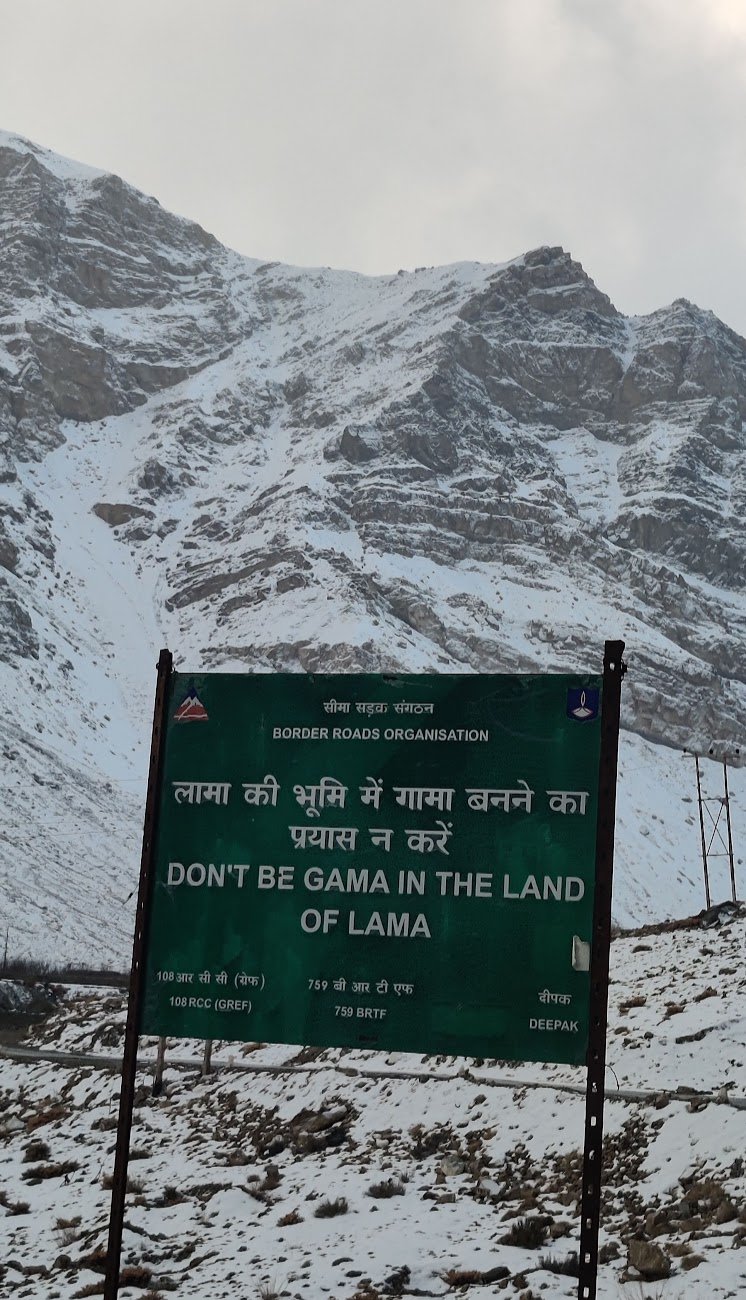 सीमा सड़क संगठन
BORDER ROADS ORGANISATION
लामा की भूमि में गामा बनने का
प्रयास न करें
DON'T BE GAMA IN THE LAND
OF LAMA
108 आर सी सी (ग्रेफ) 759 बी आर टी एफ दीपक
108 RCC (GREF) 759 BRTF DEEPAK